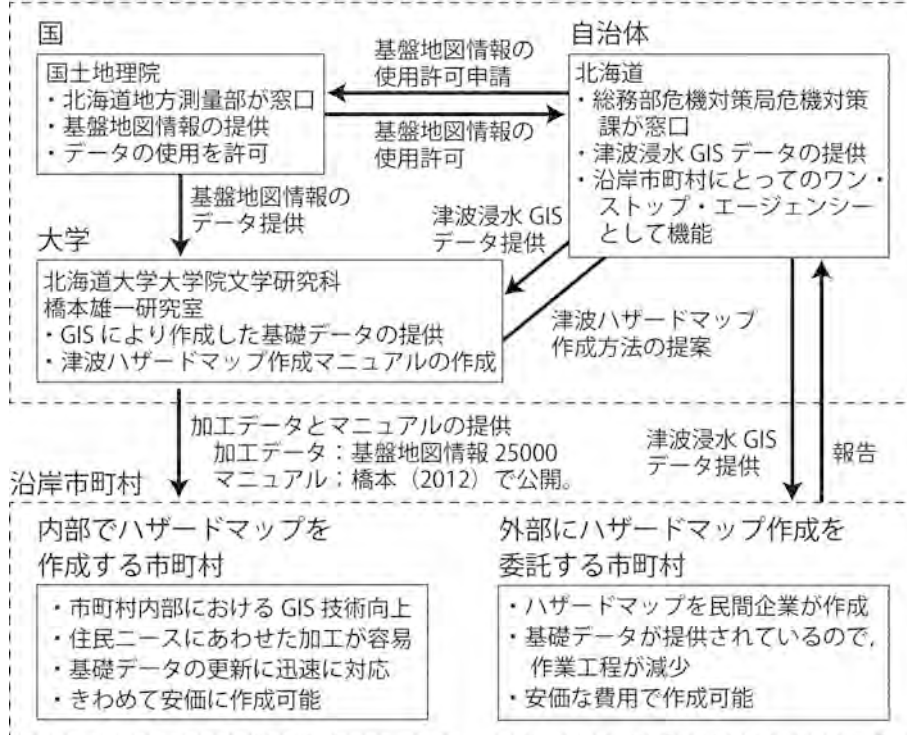 国
国土地理院
・北海道地方測量部が窓口
・基盤地図情報の提供
・データの使用を許可
基盤地図情報の
使用許可申請
基盤地図情報の
使用許可
自治体
北海道
・総務部危機対策局危機対策
課が窓口
・津波浸水 GIS データの提供
・沿岸市町村にとってのワン・
ストップ・エージェンシー
として機能
基盤地図情報の
データ提供
津波浸水 GIS
データ提供
大学
北海道大学大学院文学研究科
橋本雄一研究室
・GIS により作成した基礎データの提供
・津波ハザードマップ作成マニュアルの作成
津波ハザードマップ
作成方法の提案
加工データとマニュアルの提供
加工データ：基盤地図情報 25000
マニュアル：橋本（2012）で公開。
津波浸水 GIS
データ提供
報告
沿岸市町村
内部でハザードマップを
作成する市町村
・市町村内部における GIS 技術向上
・住民ニースにあわせた加工が容易
・基礎データの更新に迅速に対応
・きわめて安価に作成可能
外部にハザードマップ作成を
委託する市町村
・ハザードマップを民間企業が作成
・基礎データが提供されているので,
作業工程が減少
・安価な費用で作成可能